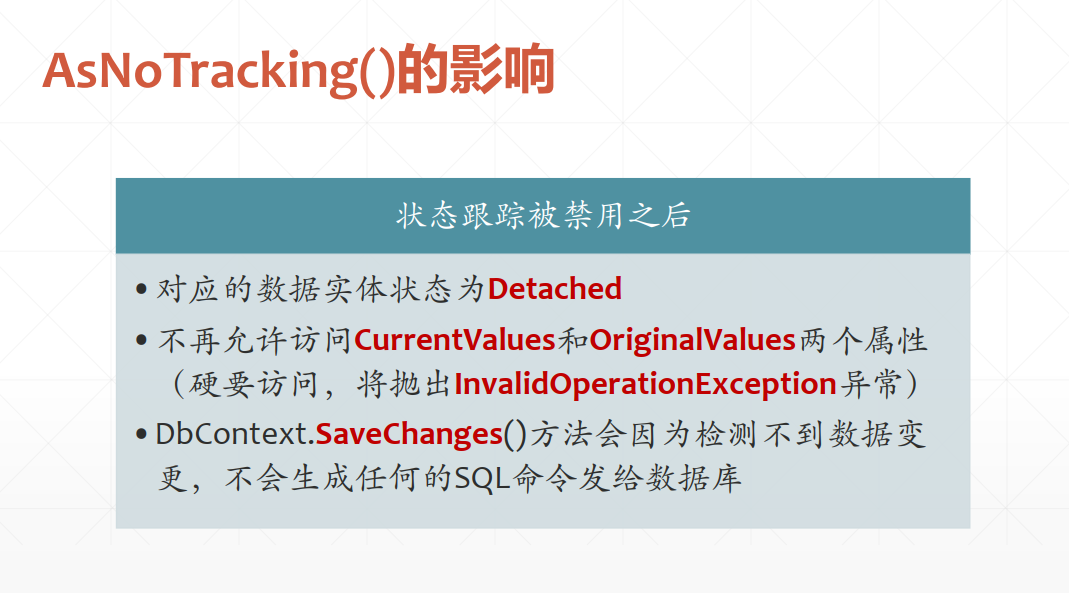 AsNoTracking()的影响
状态跟踪被禁用之后
•对应的数据实体状态为Detached
•不再允许访问CurrentValues和OriginalValues两个属性
（硬要访问，将抛出InvalidOperationException异常）
•DbContext.SaveChanges()方法会因为检测不到数据变
更，不会生成任何的SQL命令发给数据库